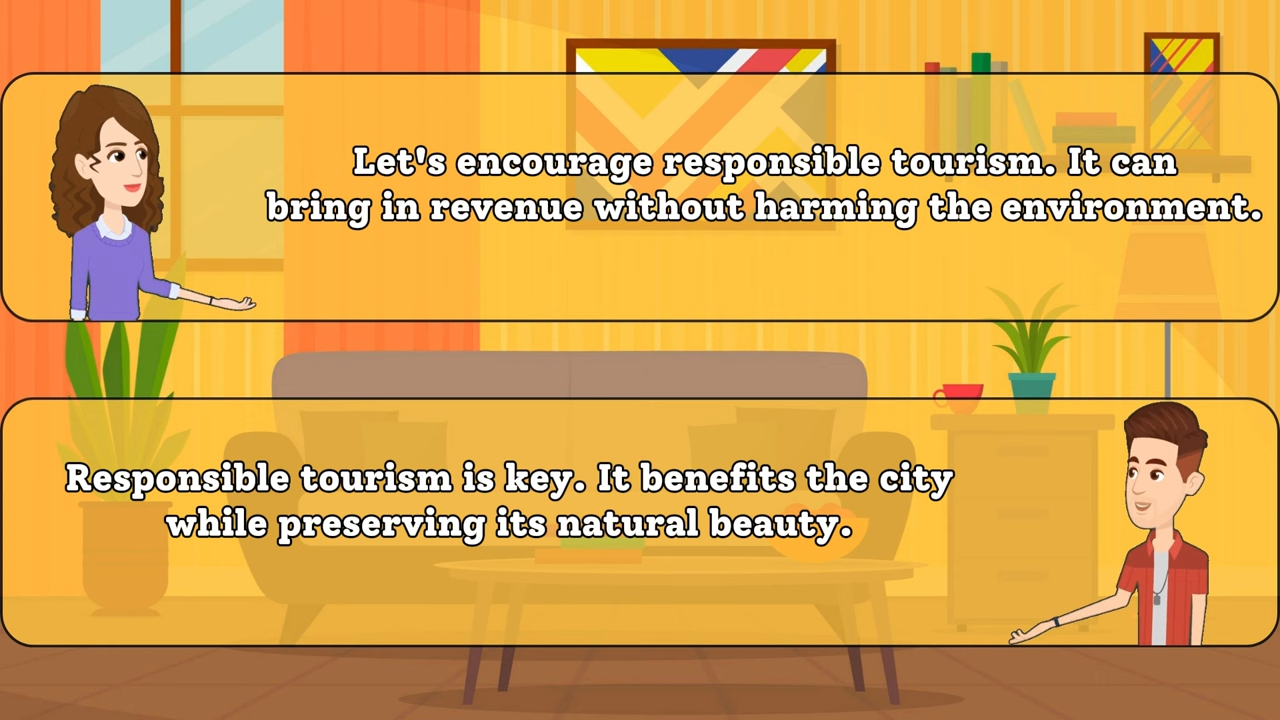 Let's encourage responsible tourism. It can
bring in revenue without harming the environment.
Responsible tourism is key. It benefits the city
while preserving its natural beauty.